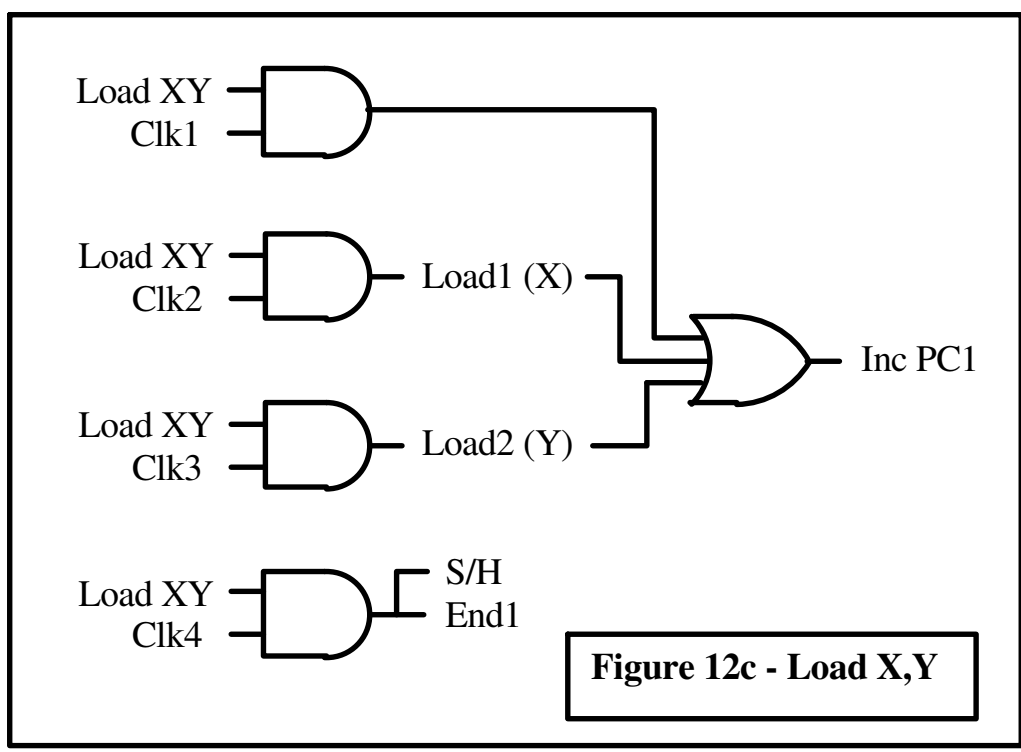 Load XY
Clk1
Load XY
Clk2
Load1 (X)
Inc PC1
Load XY
Clk3
Load2 (Y)
Load XY
Clk4
S/H
End1
Figure 12c - Load X,Y